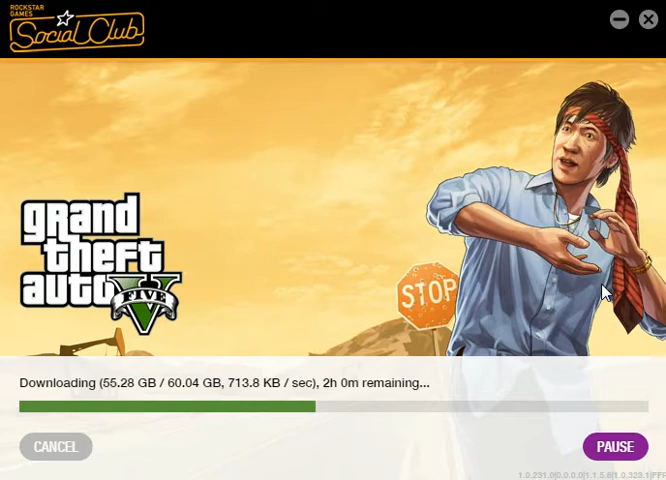 ROCKSTAR
GAMES
Social Club
grand
theft
auto
FIVE
V
STOP
Downloading (55.28 GB / 60.04 GB, 713.8 KB / sec), 2h 0m remaining...
CANCEL
PAUSE